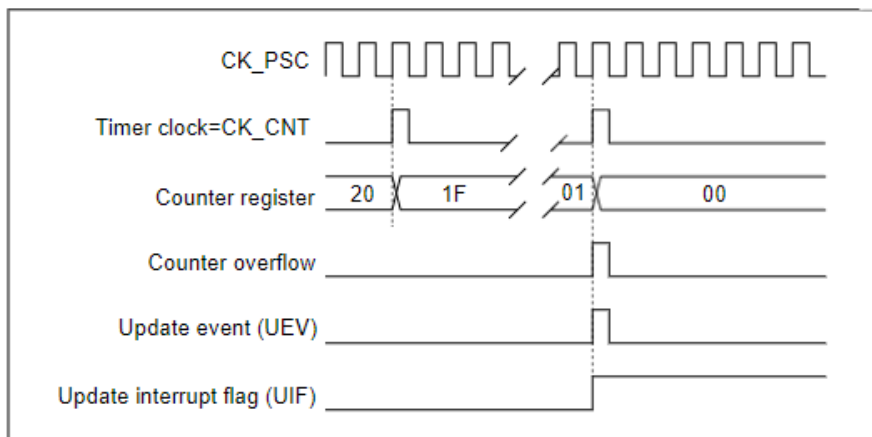 CK_PSC
Timer clock=CK_CNT
Counter register 20 1F 01 00
Counter overflow
Update event (UEV)
Update interrupt flag (UIF)